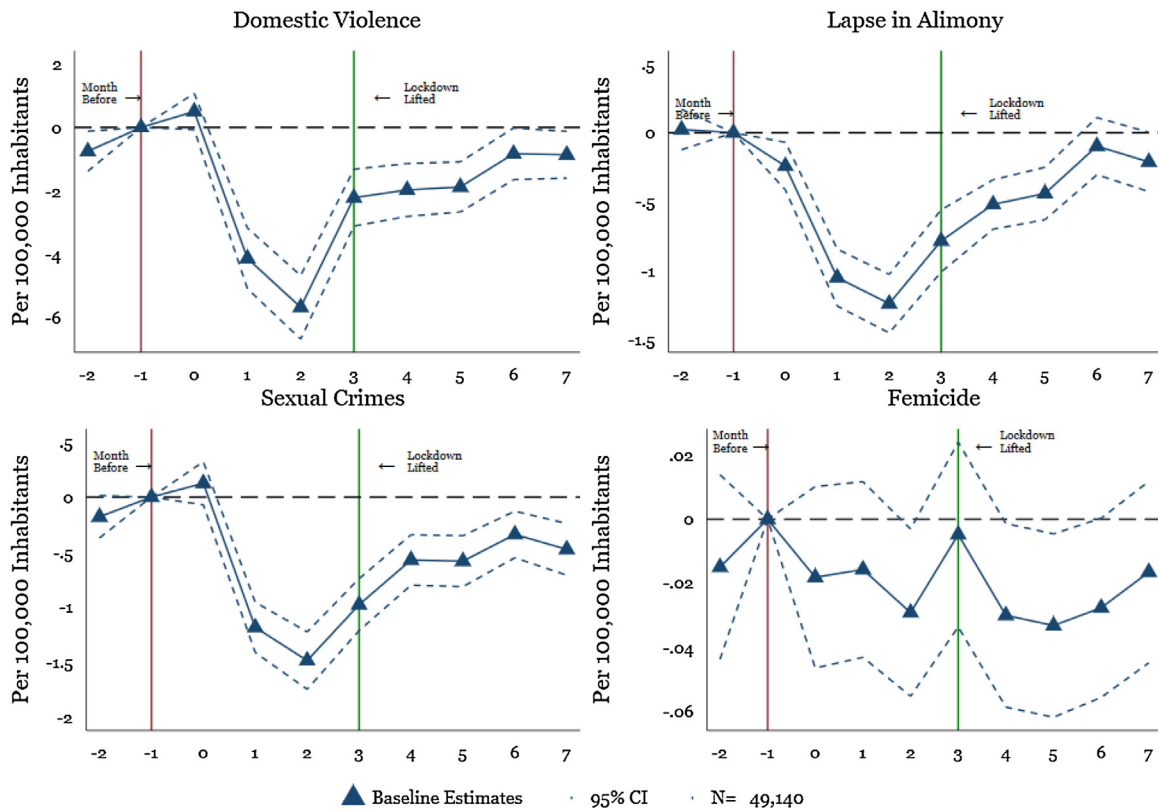 Domestic Violence
Per 100,000 Inhabitants
2
0
-2
-4
-6
Month
Before →
← Lockdown
Lifted
-2 -1 0 1 2 3 4 5 6 7
Lapse in Alimony
Per 100,000 Inhabitants
.5
0
-.5
-1
-1.5
Month
Before →
← Lockdown
Lifted
-2 -1 0 1 2 3 4 5 6 7
Sexual Crimes
Per 100,000 Inhabitants
.5
0
-.5
-1
-1.5
-2
Month
Before →
← Lockdown
Lifted
-2 -1 0 1 2 3 4 5 6 7
Femicide
Per 100,000 Inhabitants
.02
0
-.02
-.04
-.06
Month
Before →
← Lockdown
Lifted
-2 -1 0 1 2 3 4 5 6 7
Baseline Estimates 95% CI N= 49,140